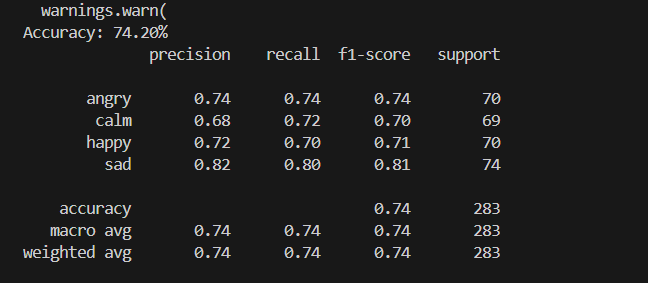 warnings.warn(
Accuracy: 74.20%
precision recall f1-score support
angry 0.74 0.74 0.74 70
calm 0.68 0.72 0.70 69
happy 0.72 0.70 0.71 70
sad 0.82 0.80 0.81 74
accuracy 0.74 283
macro avg 0.74 0.74 0.74 283
weighted avg 0.74 0.74 0.74 283